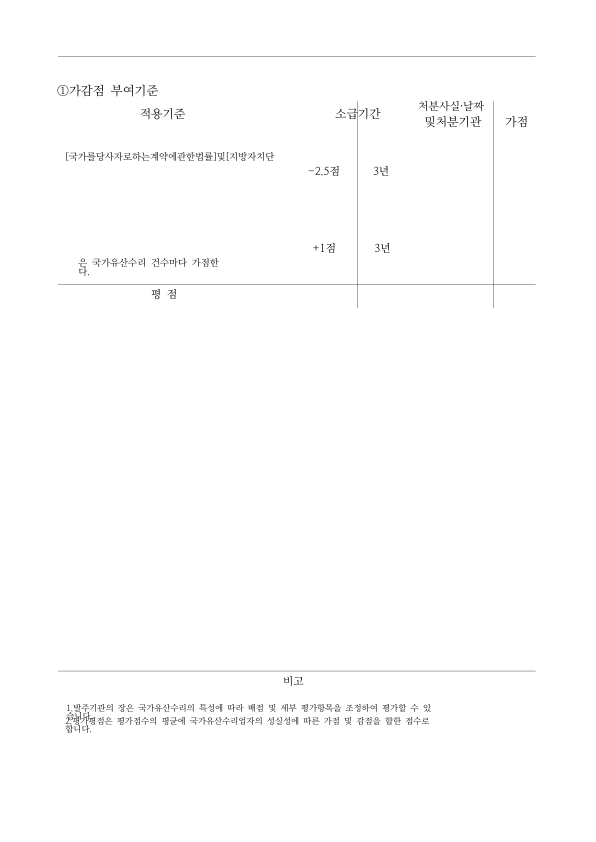 ①가감점 부여기준
적용기준 소급기간 처분사실·날짜 및처분기관 가점
[국가를당사자로하는계약에관한법률]및[지방자치단
-2.5점 3년
+1점 3년
은 국가유산수리 건수마다 가점한
다.
평 점
비고
1.발주기관의 장은 국가유산수리의 특성에 따라 배점 및 세부 평가항목을 조정하여 평가할 수 있
습니다.
2.평가평점은 평가점수의 평균에 국가유산수리업자의 성실성에 따른 가점 및 감점을 합한 점수로
합니다.